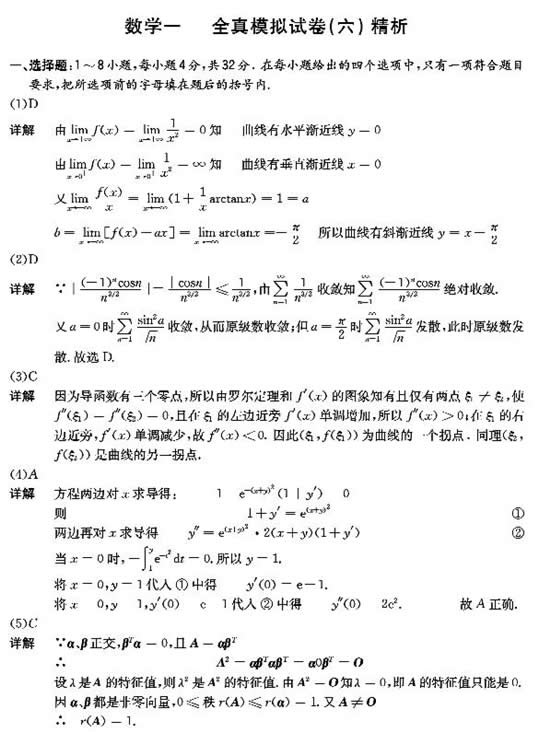 数学一 全真模拟试卷(六)精析
一、选择题:1～8小题,每小题4分,共32分.在每小题给出的四个选项中,只有一项符合题目
要求,把所选项前的字母填在题后的括号内.
(1)D
详解 由lim f(x)=lim 1/x²=0知 曲线有水平渐近线 y=0
由lim f(x)=lim 1/x²=∞知 曲线有垂直渐近线 x=0
又lim f(x)/x=lim(1+1/x arctanx)=1=a
b=lim[f(x)-ax]=lim arctanx=-π/2 所以曲线有斜渐近线 y=x-π/2
(2)D
详解 ∵|(-1)ⁿcosn/n^{3/2}|=|cosn|/n^{3/2}≤1/n^{3/2},由∑1/n^{3/2}收敛知∑(-1)ⁿcosn/n^{3/2}绝对收敛.
又a=0时∑sin²a/√n收敛,从而原级数收敛;但a=π/2时∑sin²a/√n发散,此时原级数发
散.故选D.
(3)C
详解 因为导函数有三个零点,所以由罗尔定理和f′(x)的图象知有且仅有两点ξ₁≠ξ₂,使
f″(ξ₁)=f″(ξ₂)=0,且在ξ₁的左边近旁f′(x)单调增加,所以f″(x)>0;在ξ₁的右
边近旁,f′(x)单调减少,故f″(x)<0.因此(ξ₁,f(ξ₁))为曲线的一个拐点.同理(ξ₂,
f(ξ₂))是曲线的另一拐点.
(4)A
详解 方程两边对x求导得: 1 e^{-(x+y)²}(1 y′) 0
则 1+y′=e^{(x+y)²} ①
两边再对x求导得 y″=e^{(x+y)²}·2(x+y)(1+y′) ②
当x=0时,-∫₁^y e^{-t²}dt=0.所以y=1.
将x=0,y=1代入①中得 y′(0)=e-1.
将x 0,y 1,y′(0) e 1代入②中得 y″(0) 2e². 故A正确.
(5)C
详解 ∵α、β正交,βᵀα=0,且A=αβᵀ
∴ A²=αβᵀαβᵀ=α0βᵀ=O
设λ是A的特征值,则λ²是A²的特征值.由A²=O知λ=0,即A的特征值只能是0.
因α、β都是非零向量,0≤秩r(A)≤r(α)=1.又A≠O
∴ r(A)=1.